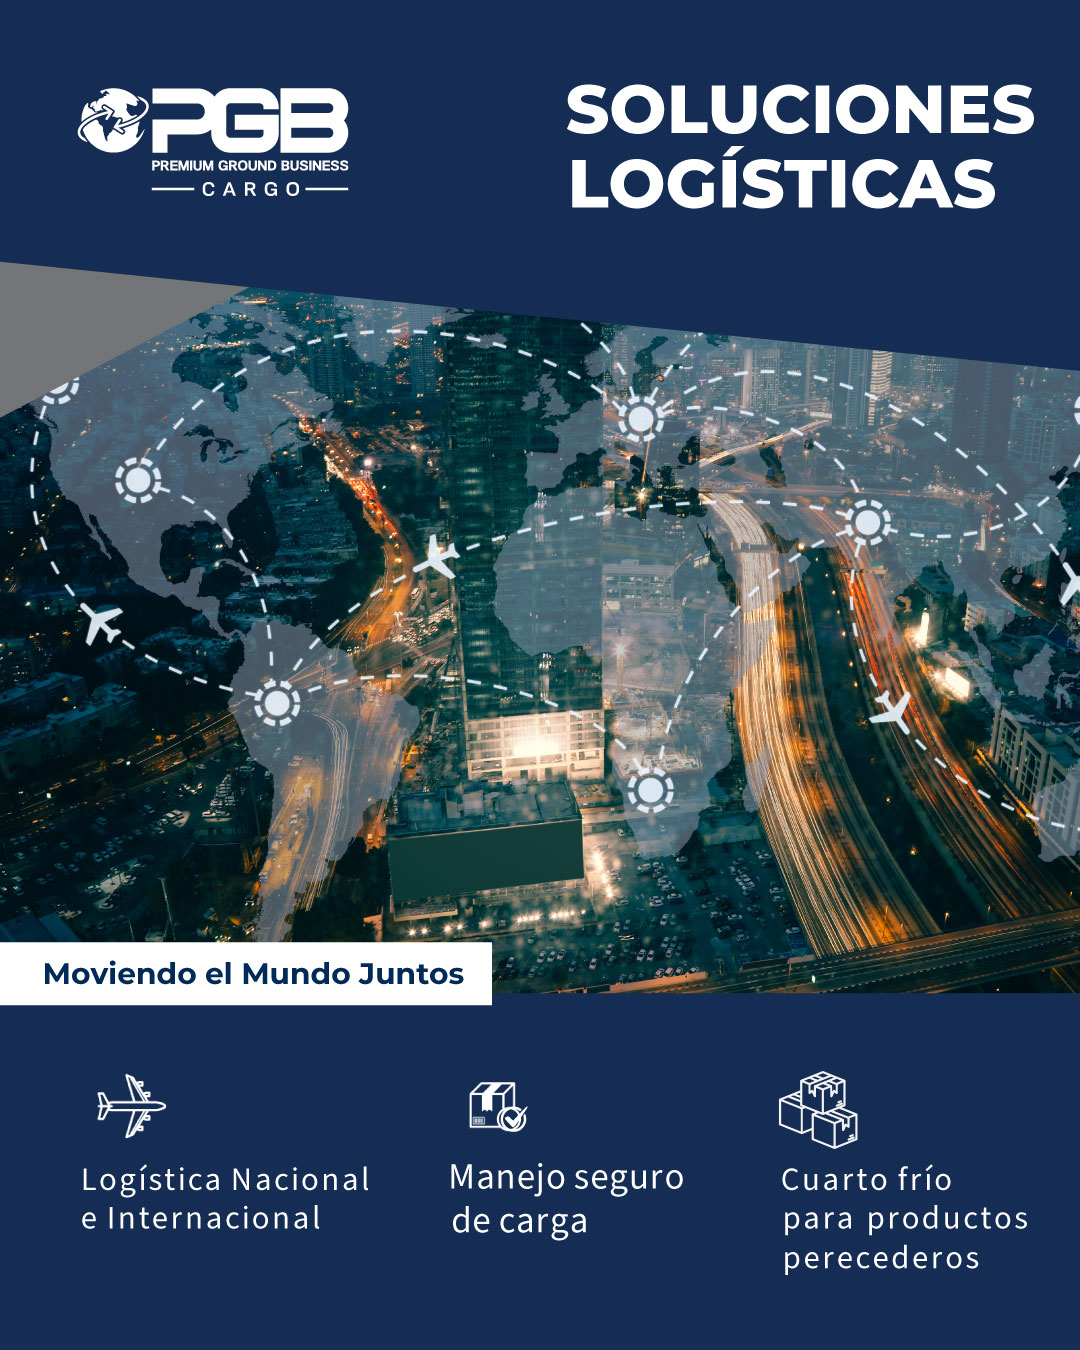 PGB
PREMIUM GROUND BUSINESS
CARGO
SOLUCIONES
LOGÍSTICAS
Moviendo el Mundo Juntos
Logística Nacional
e Internacional
Manejo seguro
de carga
Cuarto frío
para productos
perecederos